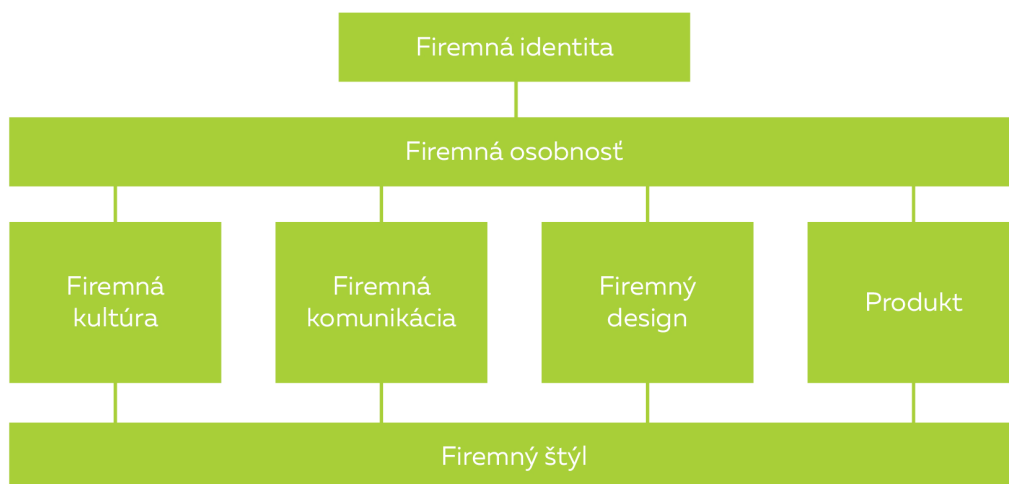 Firemná identita
Firemná osobnosť
Firemná
kultúra
Firemná
komunikácia
Firemný
design
Produkt
Firemný štýl